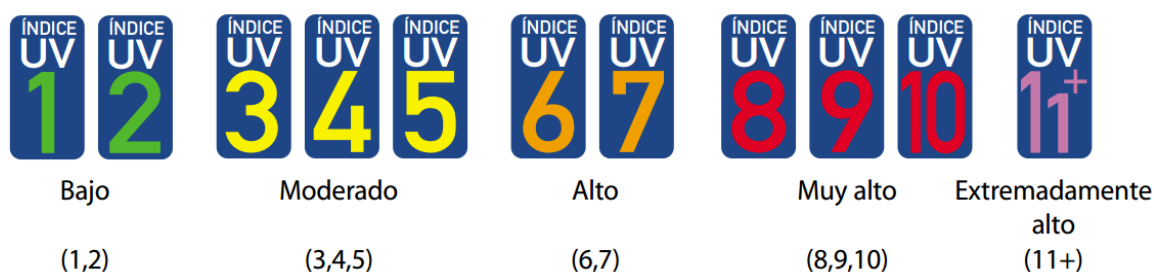 ÍNDICE ÍNDICE ÍNDICE ÍNDICE ÍNDICE ÍNDICE ÍNDICE ÍNDICE ÍNDICE ÍNDICE ÍNDICE
UV UV UV UV UV UV UV UV UV UV UV
1 2 3 4 5 6 7 8 9 10 11+
Bajo Moderado Alto Muy alto Extremadamente
alto
(1,2) (3,4,5) (6,7) (8,9,10) (11+)